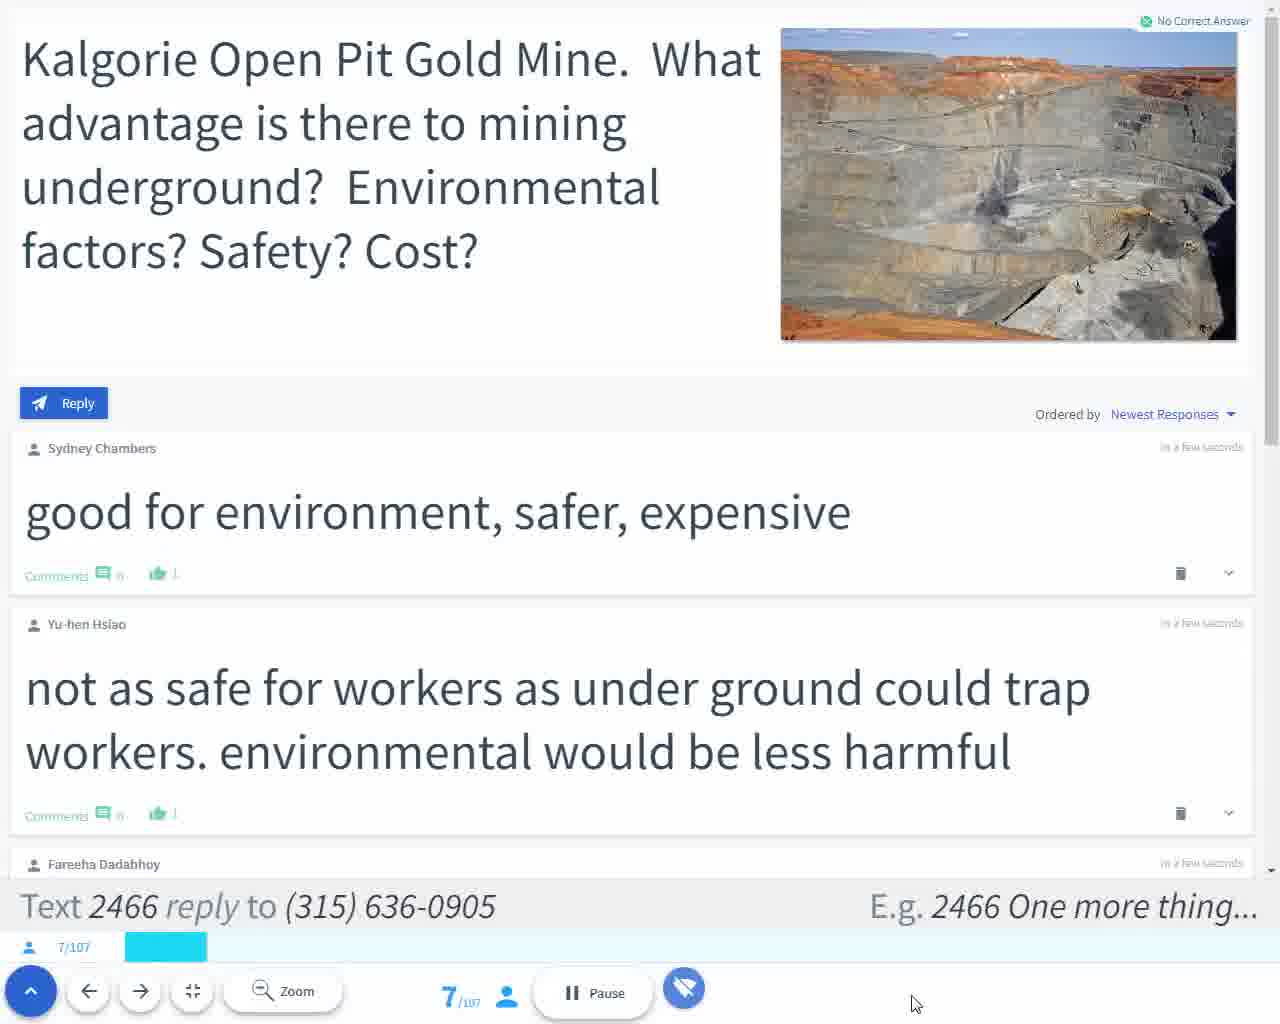 No Correct Answer
Kalgorie Open Pit Gold Mine. What
advantage is there to mining
underground? Environmental
factors? Safety? Cost?
Reply
Ordered by Newest Responses
Sydney Chambers
in a few seconds
good for environment, safer, expensive
Comments 0 1
Yu-hen Hsiao
in a few seconds
not as safe for workers as under ground could trap
workers. environmental would be less harmful
Comments 0 1
Fareeha Dadabhoy
in a few seconds
Text 2466 reply to (315) 636-0905
E.g. 2466 One more thing...
7/107
Zoom
7/107
Pause